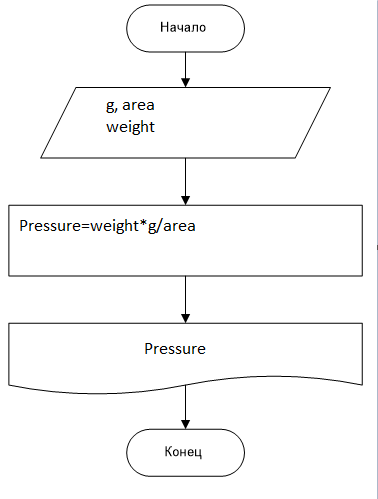 Начало
g, area
weight
Pressure=weight*g/area
Pressure
Конец